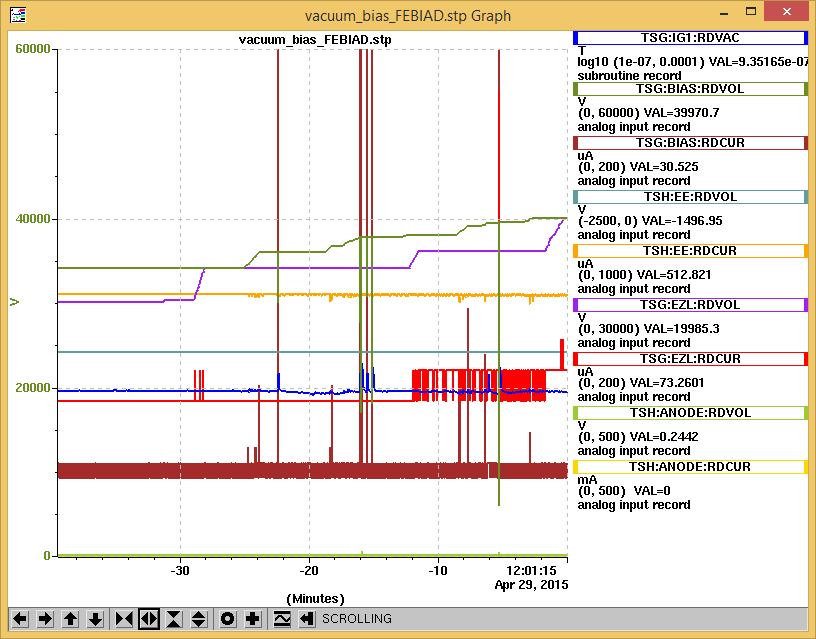 vacuum_bias_FEBIAD.stp Graph
vacuum_bias_FEBIAD.stp
60000
40000
V
20000
0
-30
-20
-10
12:01:15
Apr 29, 2015
(Minutes)
TSG:IG1:RDVAC
T
log10 (1e-07, 0.0001) VAL=9.35165e-07
subroutine record
TSG:BIAS:RDVOL
V
(0, 60000) VAL=39970.7
analog input record
TSG:BIAS:RDCUR
uA
(0, 200) VAL=30.525
analog input record
TSH:EE:RDVOL
V
(-2500, 0) VAL=-1496.95
analog input record
TSH:EE:RDCUR
uA
(0, 1000) VAL=512.821
analog input record
TSG:EZL:RDVOL
V
(0, 30000) VAL=19985.3
analog input record
TSG:EZL:RDCUR
uA
(0, 200) VAL=73.2601
analog input record
TSH:ANODE:RDVOL
V
(0, 500) VAL=0.2442
analog input record
TSH:ANODE:RDCUR
mA
(0, 500) VAL=0
analog input record
SCROLLING